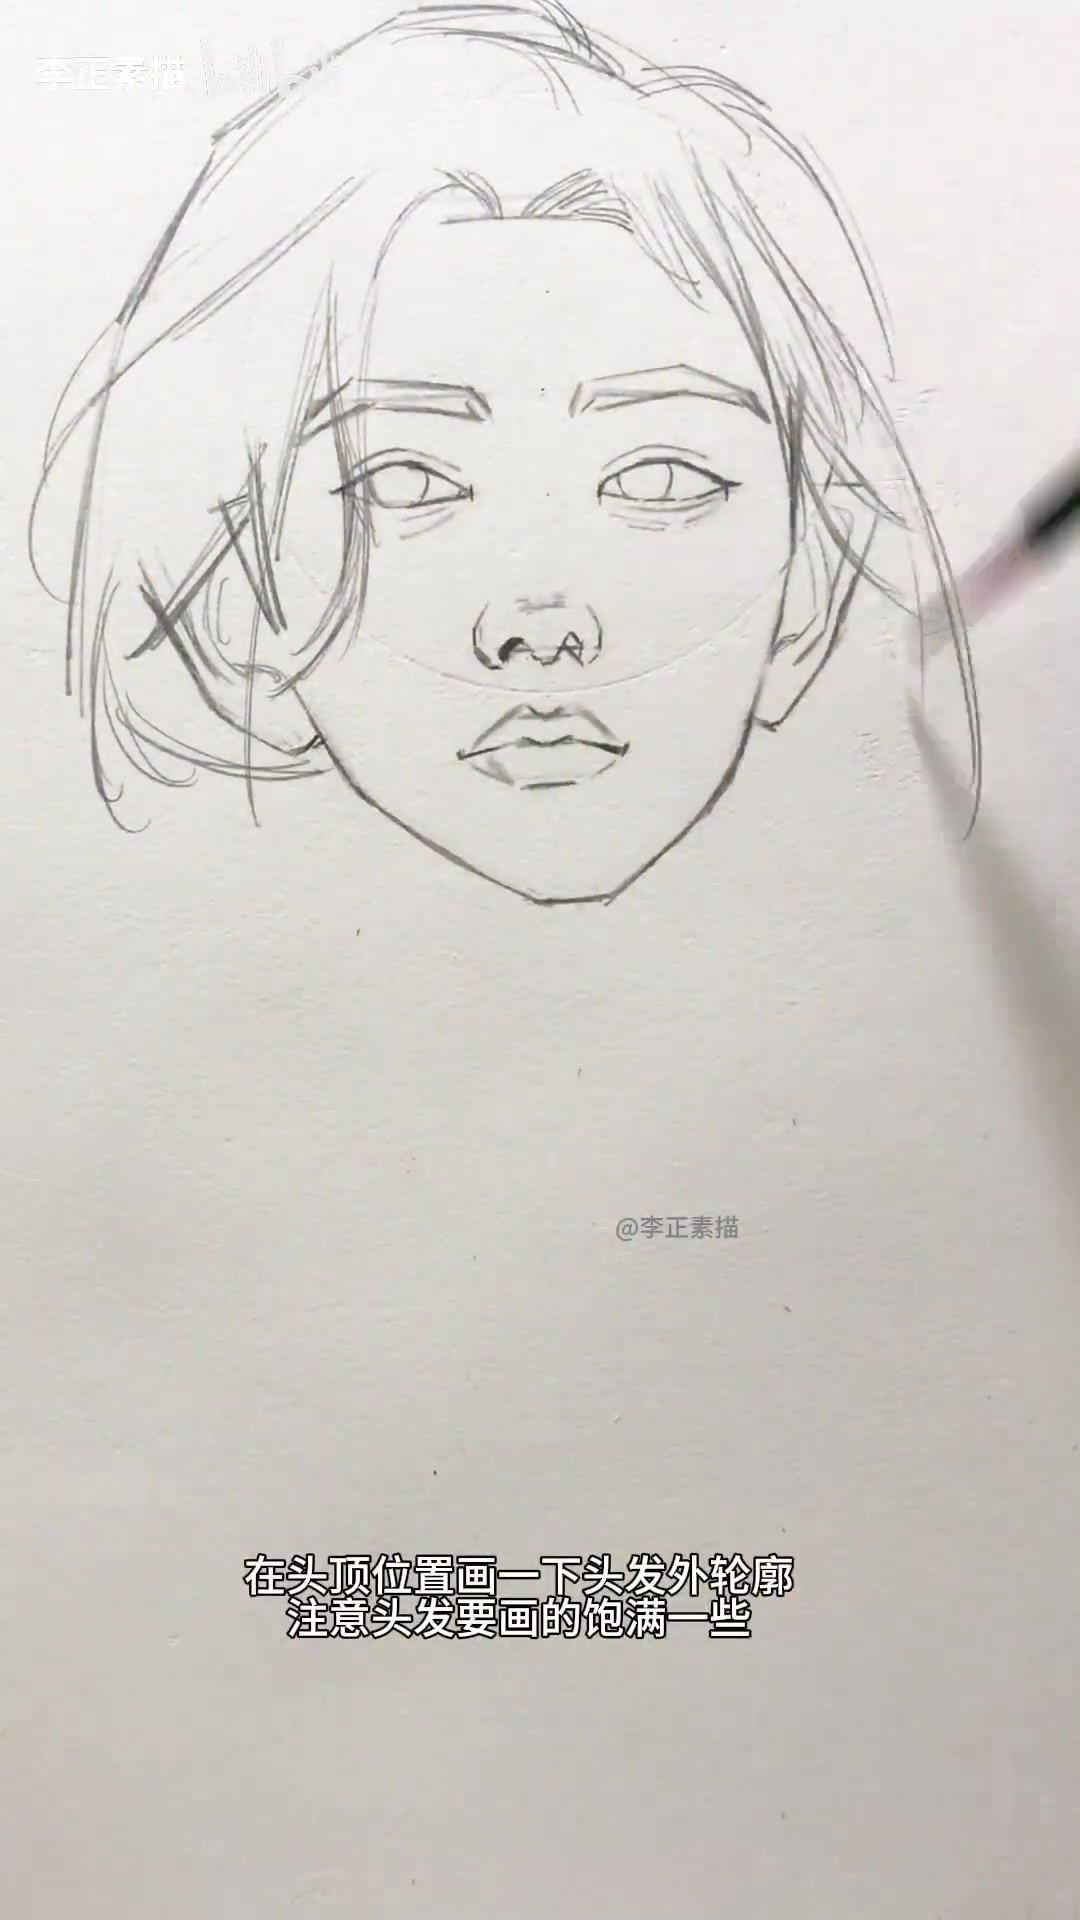 李正素描
@李正素描
在头顶位置画一下头发外轮廓
注意头发要画的饱满一些